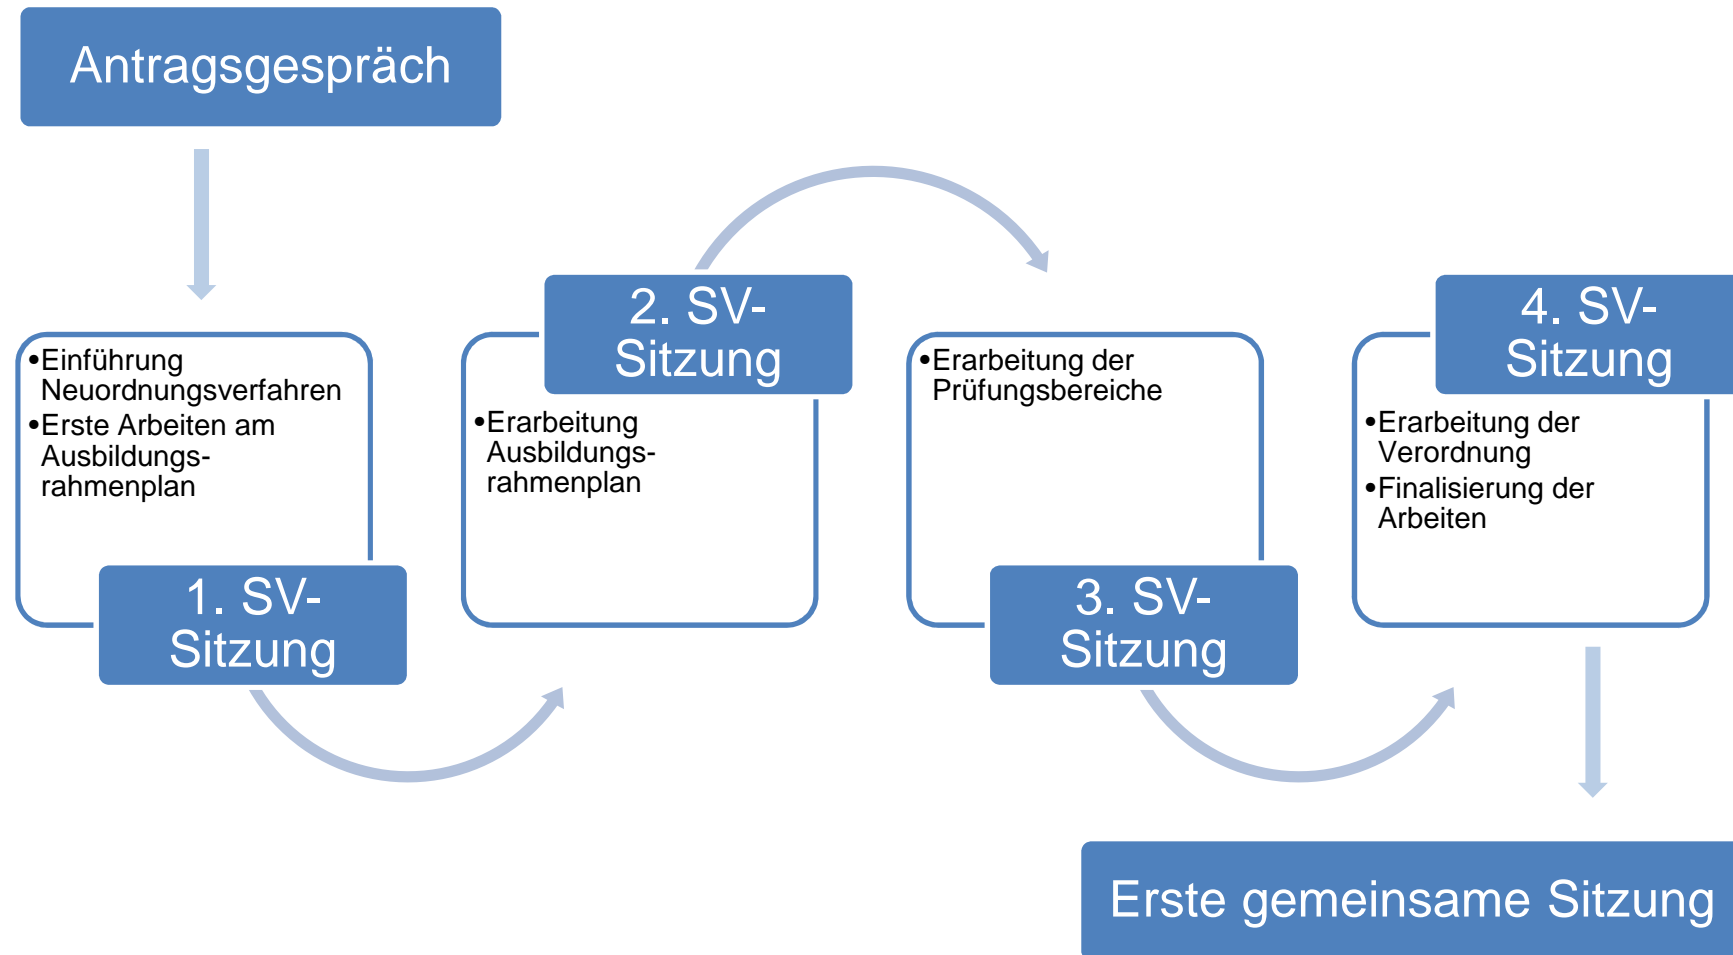 Antragsgespräch
•Einführung
Neuordnungsverfahren
•Erste Arbeiten am
Ausbildungs-
rahmenplan
1. SV-
Sitzung
2. SV-
Sitzung
•Erarbeitung
Ausbildungs-
rahmenplan
•Erarbeitung der
Prüfungsbereiche
3. SV-
Sitzung
4. SV-
Sitzung
•Erarbeitung der
Verordnung
•Finalisierung der
Arbeiten
Erste gemeinsame Sitzung